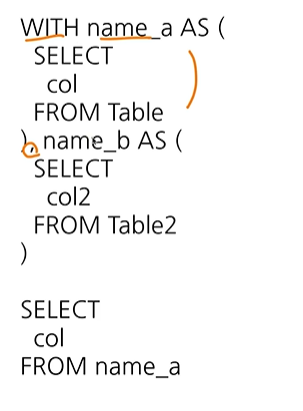 WITH name_a AS (
SELECT
col
FROM Table
), name_b AS (
SELECT
col2
FROM Table2
)
SELECT
col
FROM name_a